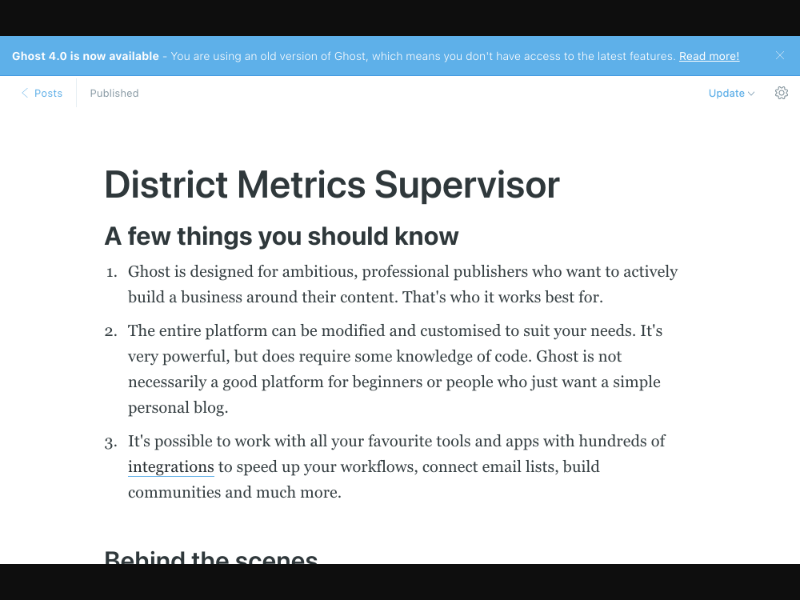 Ghost 4.0 is now available - You are using an old version of Ghost, which means you don't have access to the latest features. Read more!
Posts
Published
Update
District Metrics Supervisor
A few things you should know
1. Ghost is designed for ambitious, professional publishers who want to actively
build a business around their content. That's who it works best for.
2. The entire platform can be modified and customised to suit your needs. It's
very powerful, but does require some knowledge of code. Ghost is not
necessarily a good platform for beginners or people who just want a simple
personal blog.
3. It's possible to work with all your favourite tools and apps with hundreds of
integrations to speed up your workflows, connect email lists, build
communities and much more.
Behind the scenes